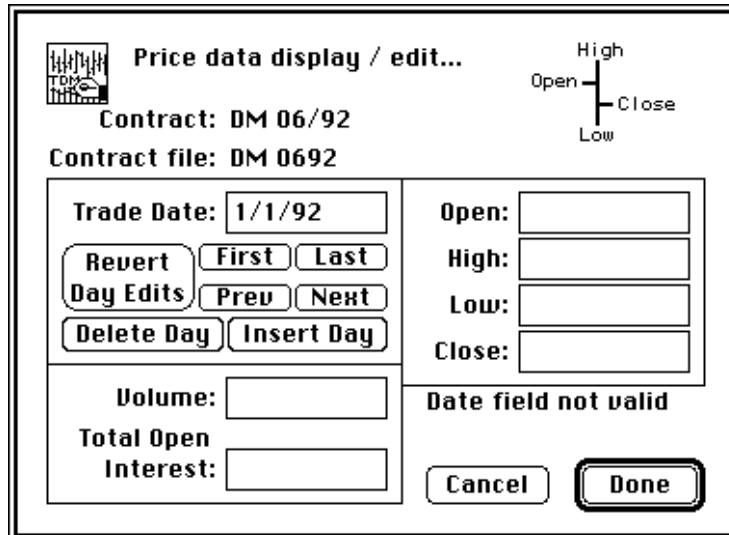 Price data display / edit...
TDM
High
Open
Close
Low
Contract: DM 06/92
Contract file: DM 0692
Trade Date: 1/1/92
Revert
Day Edits
First
Last
Prev
Next
Delete Day
Insert Day
Open:
High:
Low:
Close:
Volume:
Total Open
Interest:
Date field not valid
Cancel
Done